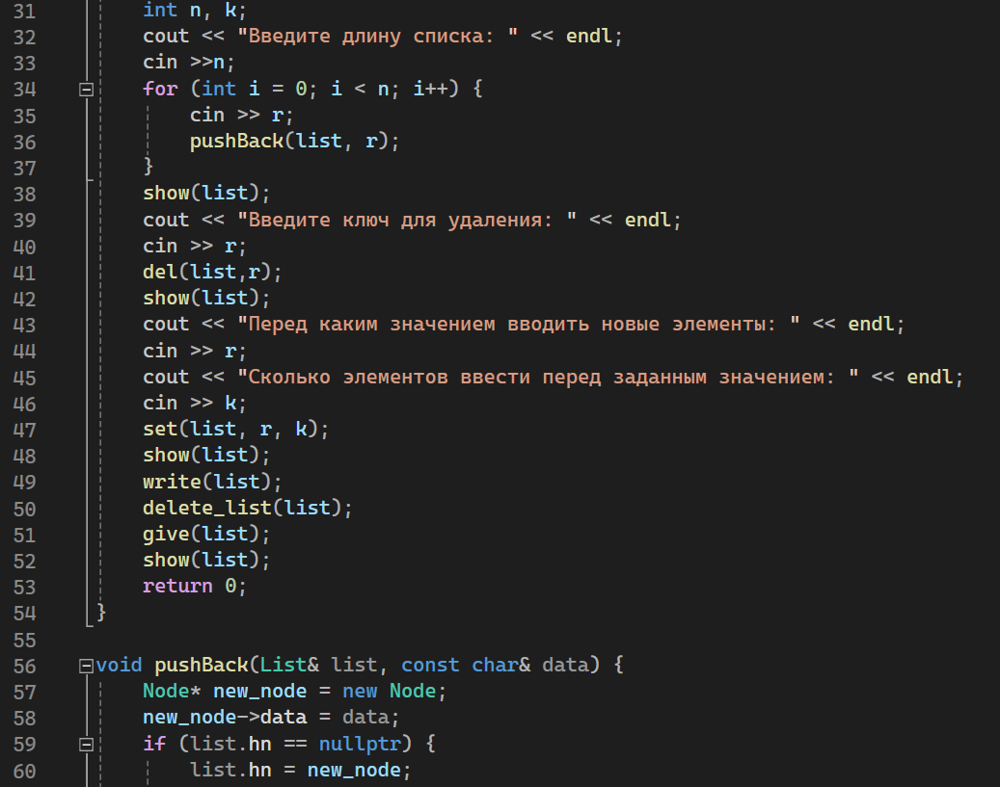 31 int n, k;
32 cout << "Введите длину списка: " << endl;
33 cin >>n;
34 for (int i = 0; i < n; i++) {
35 cin >> r;
36 pushBack(list, r);
37 }
38 show(list);
39 cout << "Введите ключ для удаления: " << endl;
40 cin >> r;
41 del(list,r);
42 show(list);
43 cout << "Перед каким значением вводить новые элементы: " << endl;
44 cin >> r;
45 cout << "Сколько элементов ввести перед заданным значением: " << endl;
46 cin >> k;
47 set(list, r, k);
48 show(list);
49 write(list);
50 delete_list(list);
51 give(list);
52 show(list);
53 return 0;
54 }
55
56 void pushBack(List& list, const char& data) {
57 Node* new_node = new Node;
58 new_node->data = data;
59 if (list.hn == nullptr) {
60 list.hn = new_node;